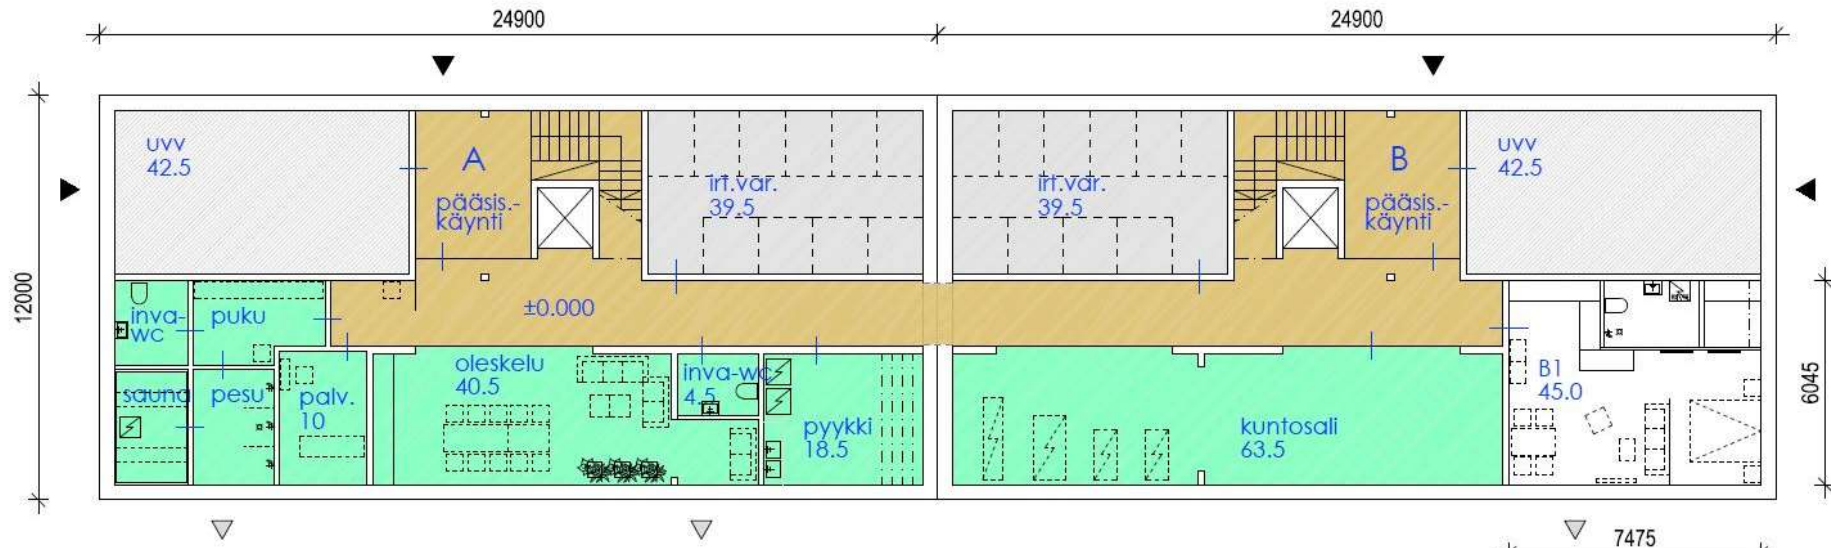 24900
24900
12000
uvv
42.5
A
pääsis.-
käynti
irt.var.
39.5
irt.var.
39.5
B
pääsis.-
käynti
uvv
42.5
inva-
wc
puku
±0.000
oleskelu
40.5
inva-wc
4.5
sauna
pesu
palv.
10
pyykki
18.5
kuntosali
63.5
B1
45.0
6045
7475